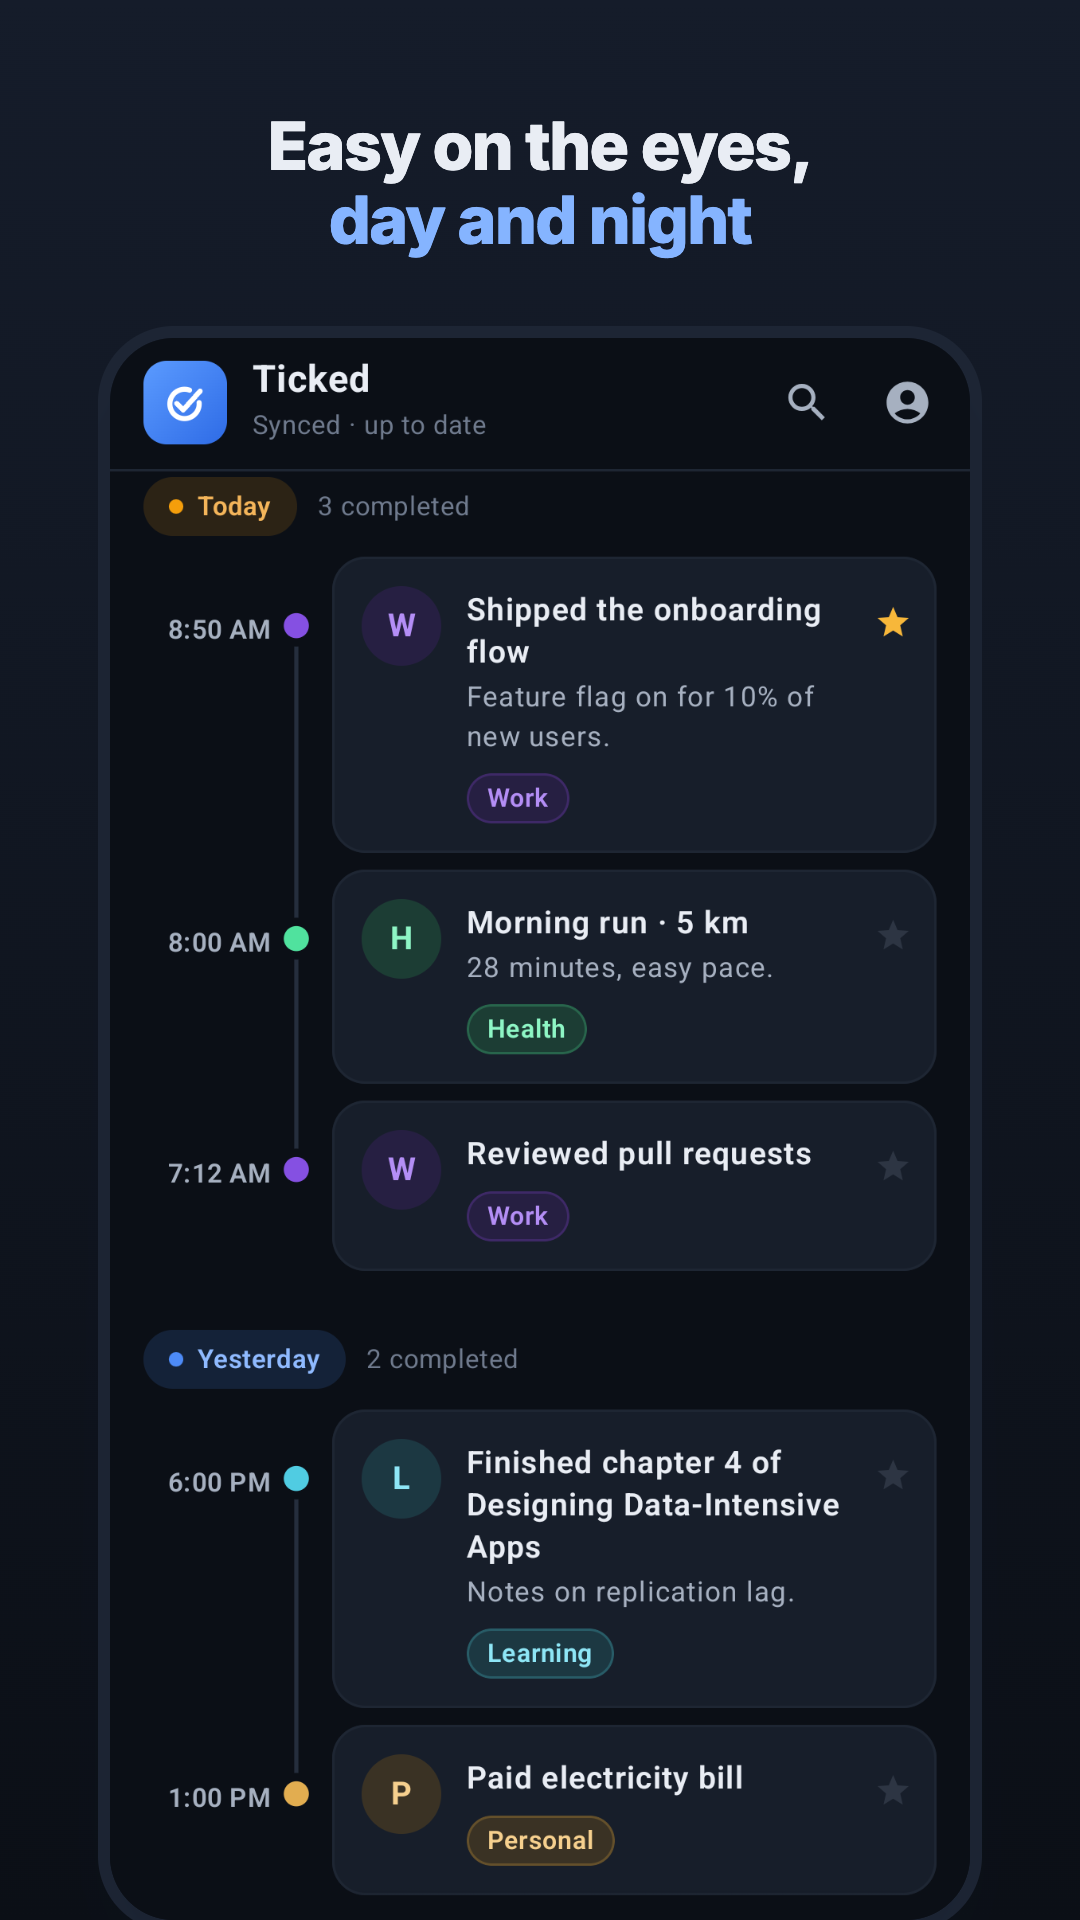 Easy on the eyes,
day and night
Ticked
Synced · up to date
Today
3 completed
8:50 AM
W
Shipped the onboarding
flow
Feature flag on for 10% of
new users.
Work
8:00 AM
H
Morning run · 5 km
28 minutes, easy pace.
Health
7:12 AM
W
Reviewed pull requests
Work
Yesterday
2 completed
6:00 PM
L
Finished chapter 4 of
Designing Data-Intensive
Apps
Notes on replication lag.
Learning
1:00 PM
P
Paid electricity bill
Personal